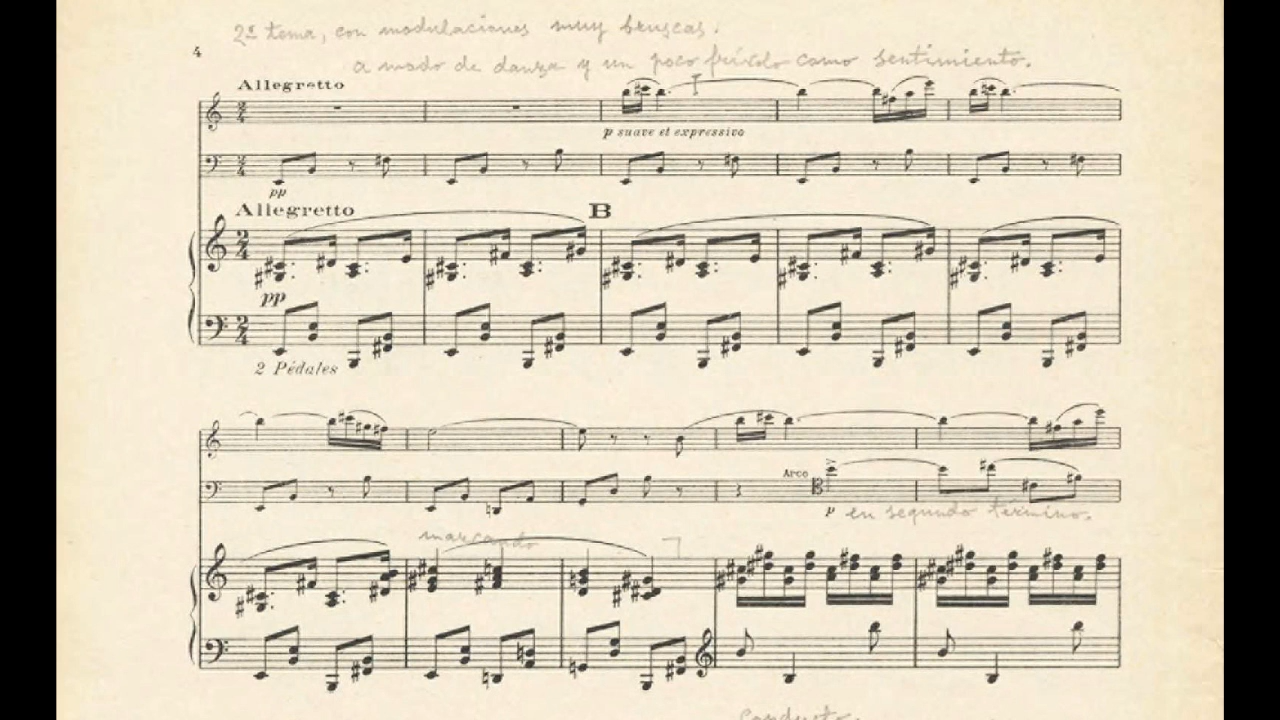 2º tema, con modulaciones muy bruscas.
4
a modo de danza y un poco frívolo como sentimiento.
Allegretto
p suave et expressivo
pp
Allegretto
B
pp
2 Pédales
Arco
p en segundo término.
marcando